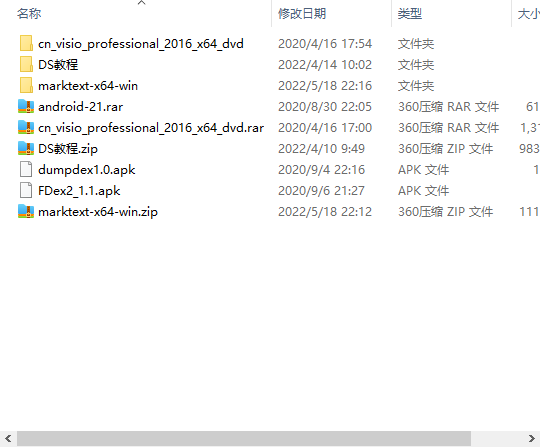 名称 修改日期 类型 大小
cn_visio_professional_2016_x64_dvd 2020/4/16 17:54 文件夹
DS教程 2022/4/14 10:02 文件夹
marktext-x64-win 2022/5/18 22:16 文件夹
android-21.rar 2020/8/30 22:05 360压缩 RAR 文件 61
cn_visio_professional_2016_x64_dvd.rar 2020/4/16 17:00 360压缩 RAR 文件 1,31
DS教程.zip 2022/4/10 9:49 360压缩 ZIP 文件 983
dumpdex1.0.apk 2020/9/4 22:16 APK 文件 1
FDex2_1.1.apk 2020/9/6 21:27 APK 文件
marktext-x64-win.zip 2022/5/18 22:12 360压缩 ZIP 文件 111